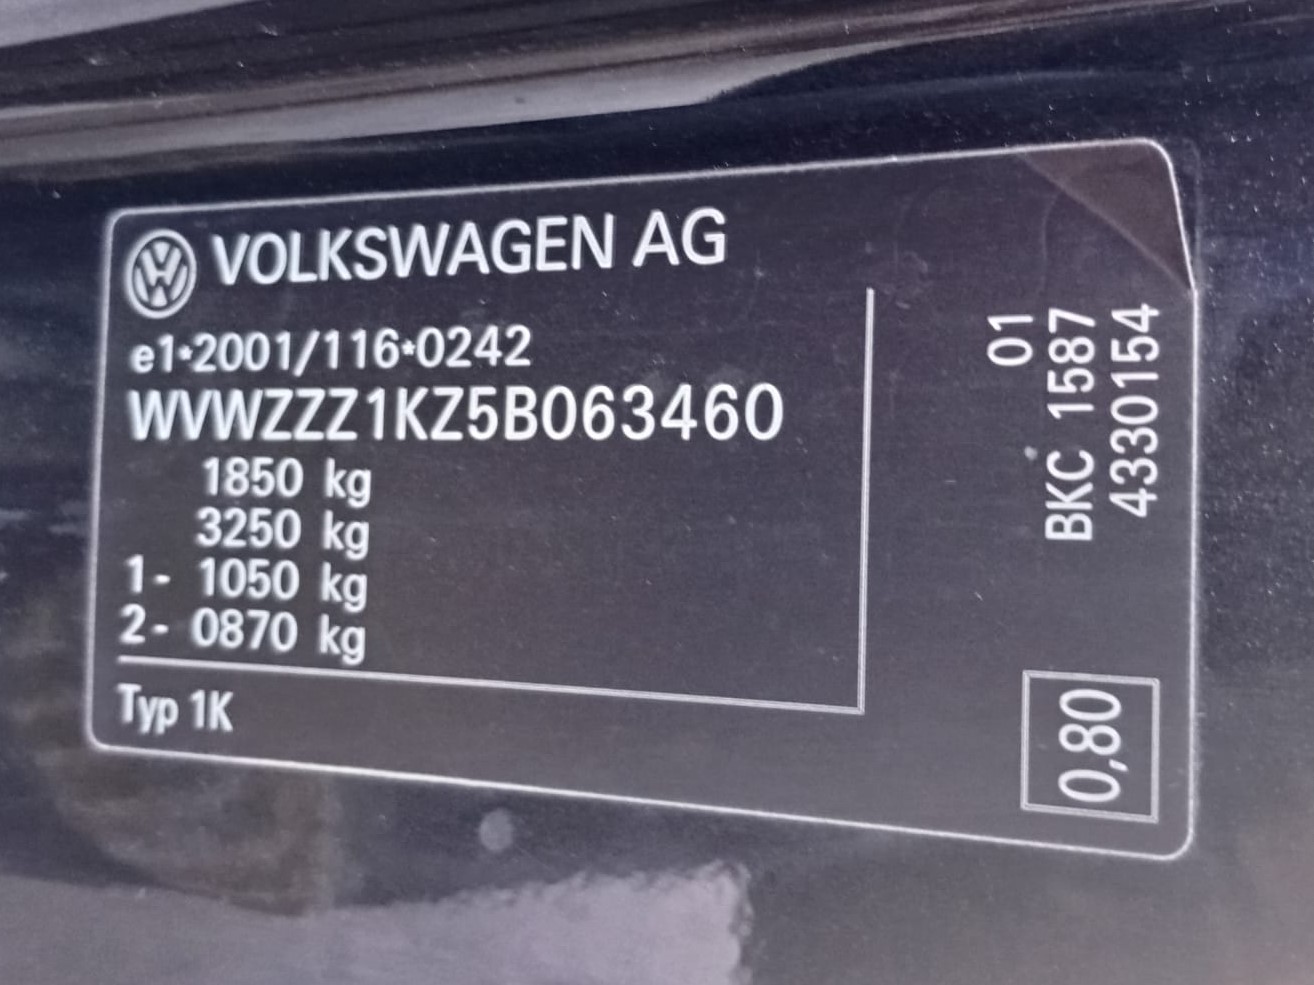 VOLKSWAGEN AG
e1*2001/116*0242
WVWZZZ1KZ5B063460
1850 kg
3250 kg
1- 1050 kg
2- 0870 kg
Typ 1K
01
BKC 1587
4330154
0,80